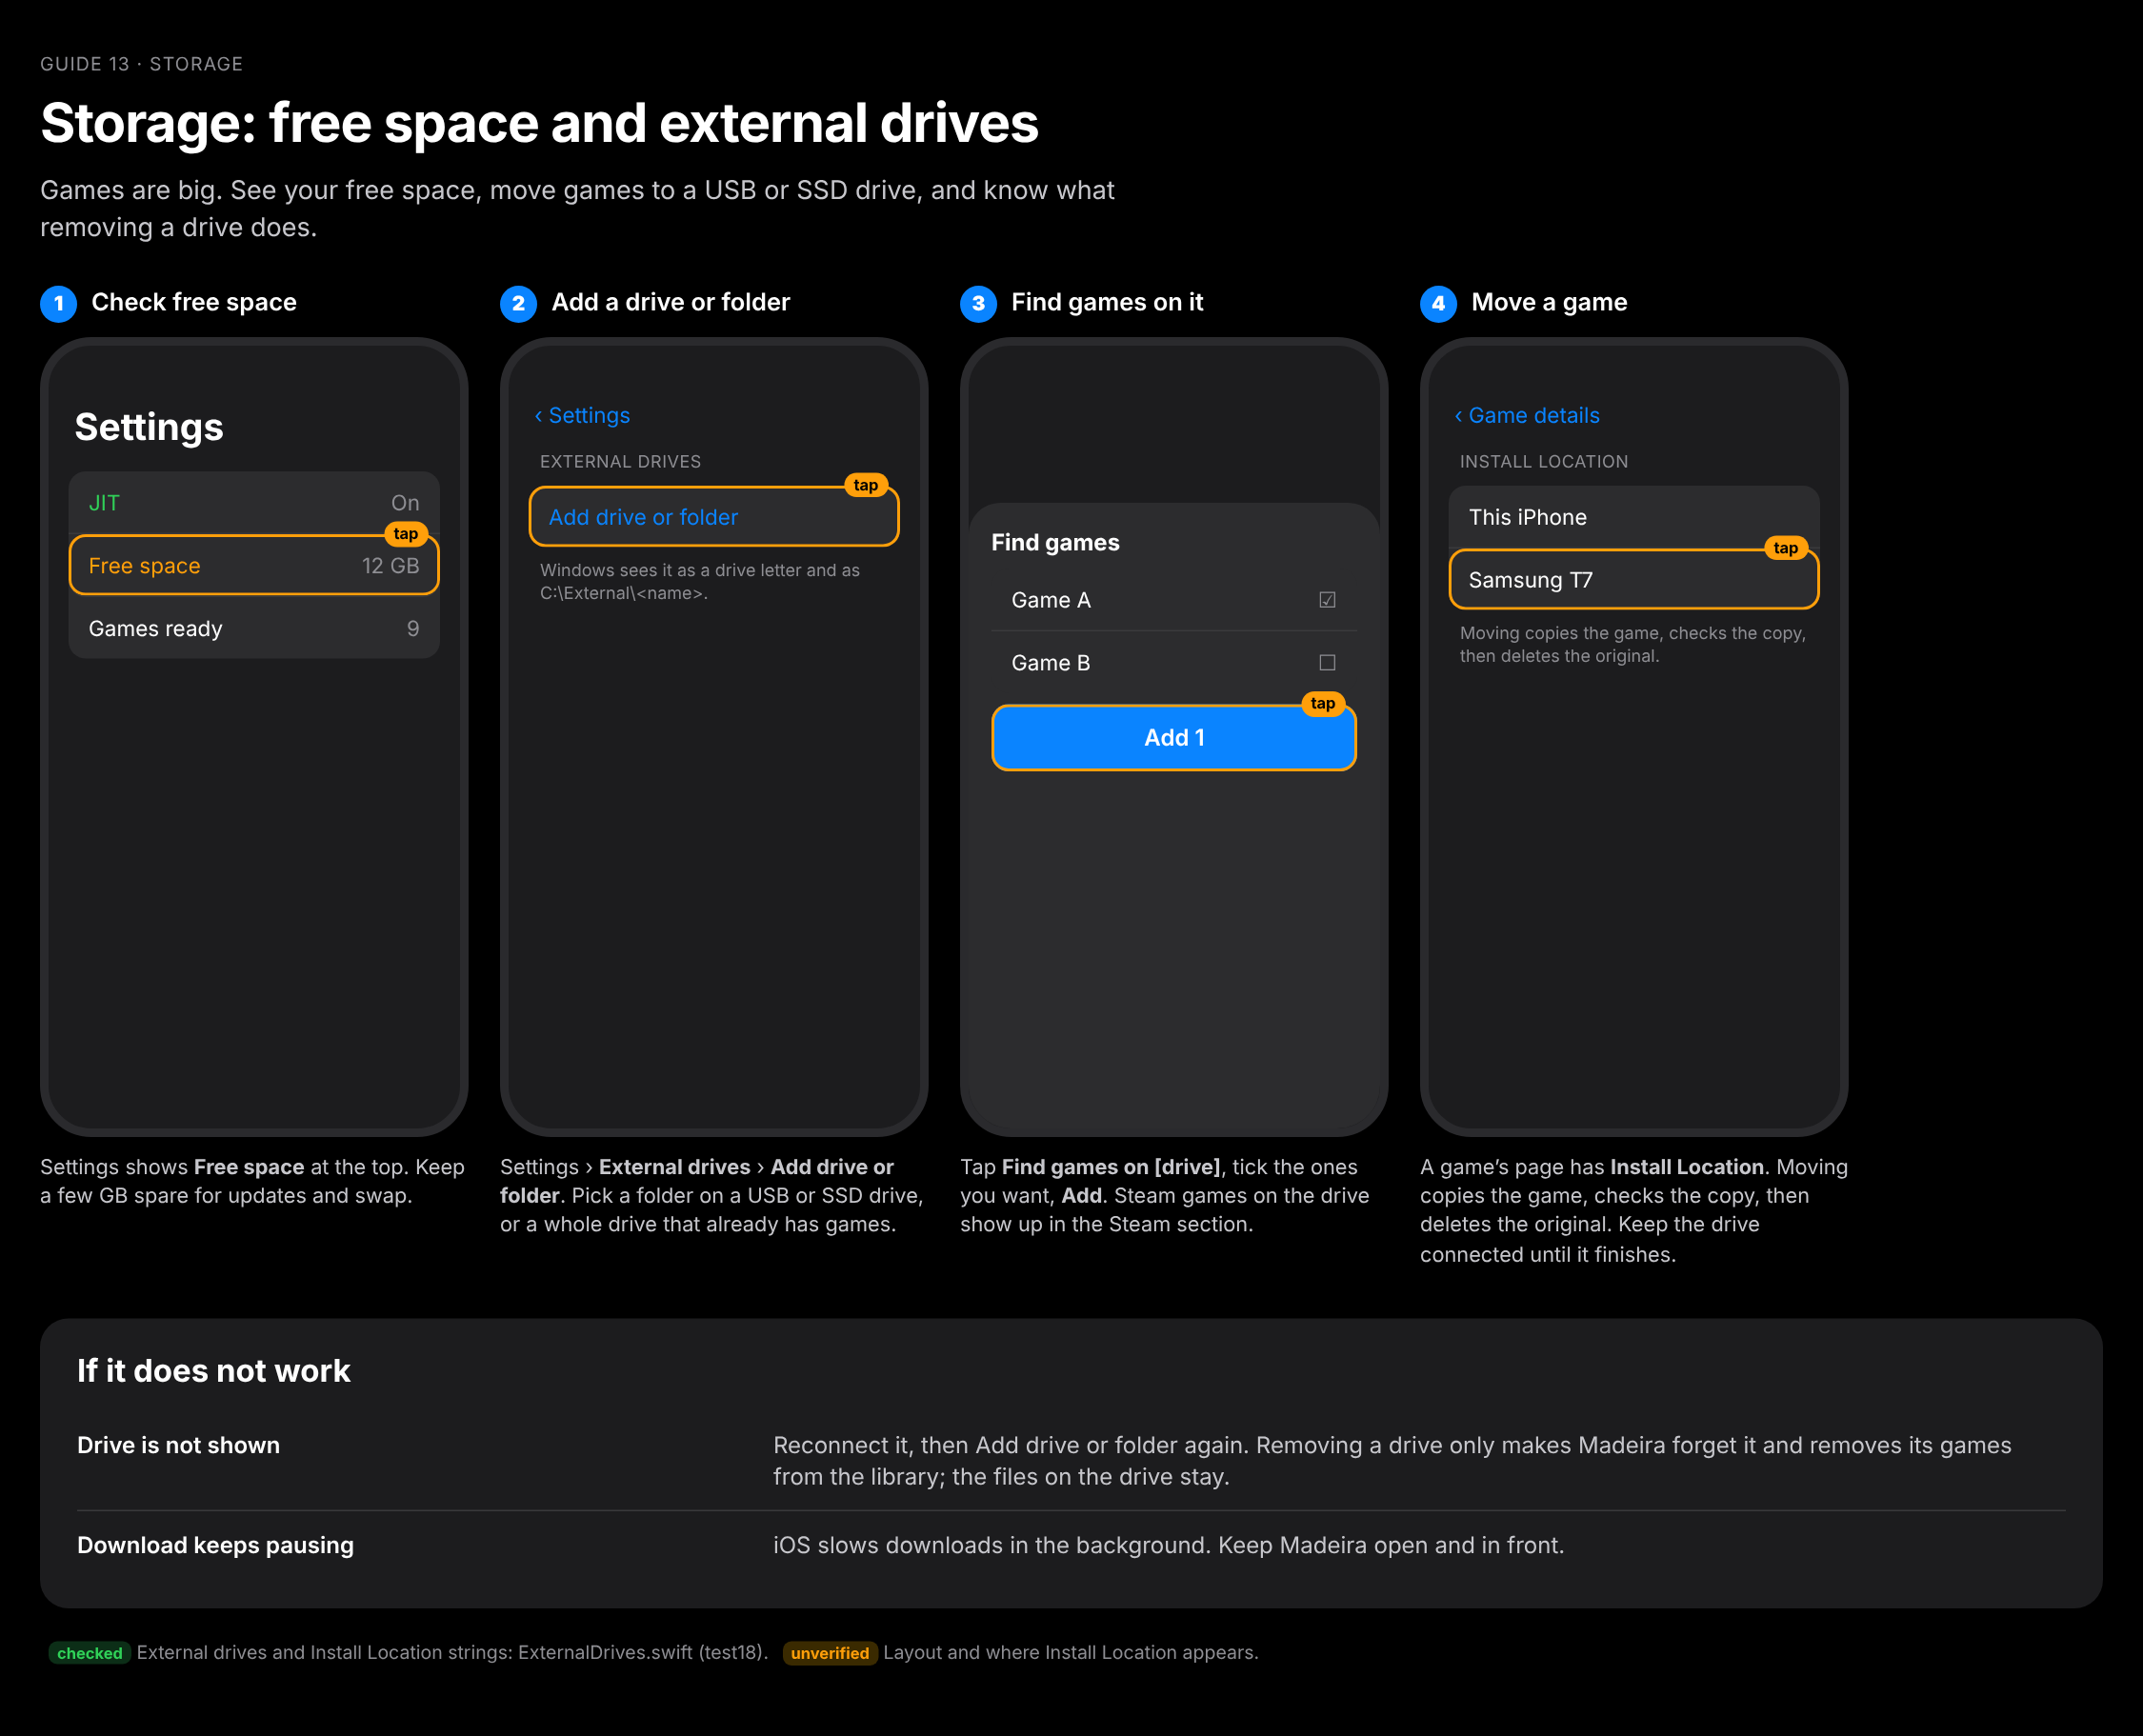 GUIDE 13 · STORAGE
Storage: free space and external drives
Games are big. See your free space, move games to a USB or SSD drive, and know what
removing a drive does.
1 Check free space
Settings
JIT On
tap
Free space 12 GB
Games ready 9
Settings shows Free space at the top. Keep
a few GB spare for updates and swap.
2 Add a drive or folder
‹ Settings
EXTERNAL DRIVES
tap
Add drive or folder
Windows sees it as a drive letter and as
C:\External\<name>.
Settings › External drives › Add drive or
folder. Pick a folder on a USB or SSD drive,
or a whole drive that already has games.
3 Find games on it
Find games
Game A ☑
Game B ☐
tap
Add 1
Tap Find games on [drive], tick the ones
you want, Add. Steam games on the drive
show up in the Steam section.
4 Move a game
‹ Game details
INSTALL LOCATION
This iPhone
tap
Samsung T7
Moving copies the game, checks the copy,
then deletes the original.
A game’s page has Install Location. Moving
copies the game, checks the copy, then
deletes the original. Keep the drive
connected until it finishes.
If it does not work
Drive is not shown
Reconnect it, then Add drive or folder again. Removing a drive only makes Madeira forget it and removes its games
from the library; the files on the drive stay.
Download keeps pausing
iOS slows downloads in the background. Keep Madeira open and in front.
checked External drives and Install Location strings: ExternalDrives.swift (test18). unverified Layout and where Install Location appears.